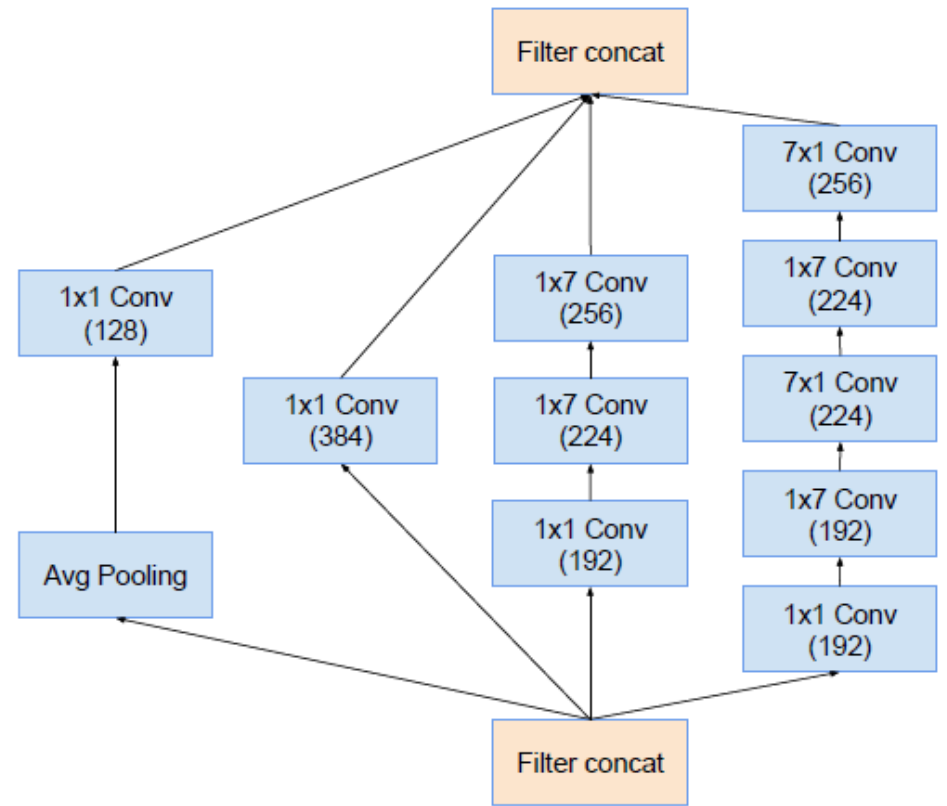 Filter concat
7x1 Conv
(256)
1x7 Conv
(224)
1x1 Conv
(128)
1x7 Conv
(256)
7x1 Conv
(224)
1x1 Conv
(384)
1x7 Conv
(224)
1x7 Conv
(192)
1x1 Conv
(192)
Avg Pooling
1x1 Conv
(192)
Filter concat